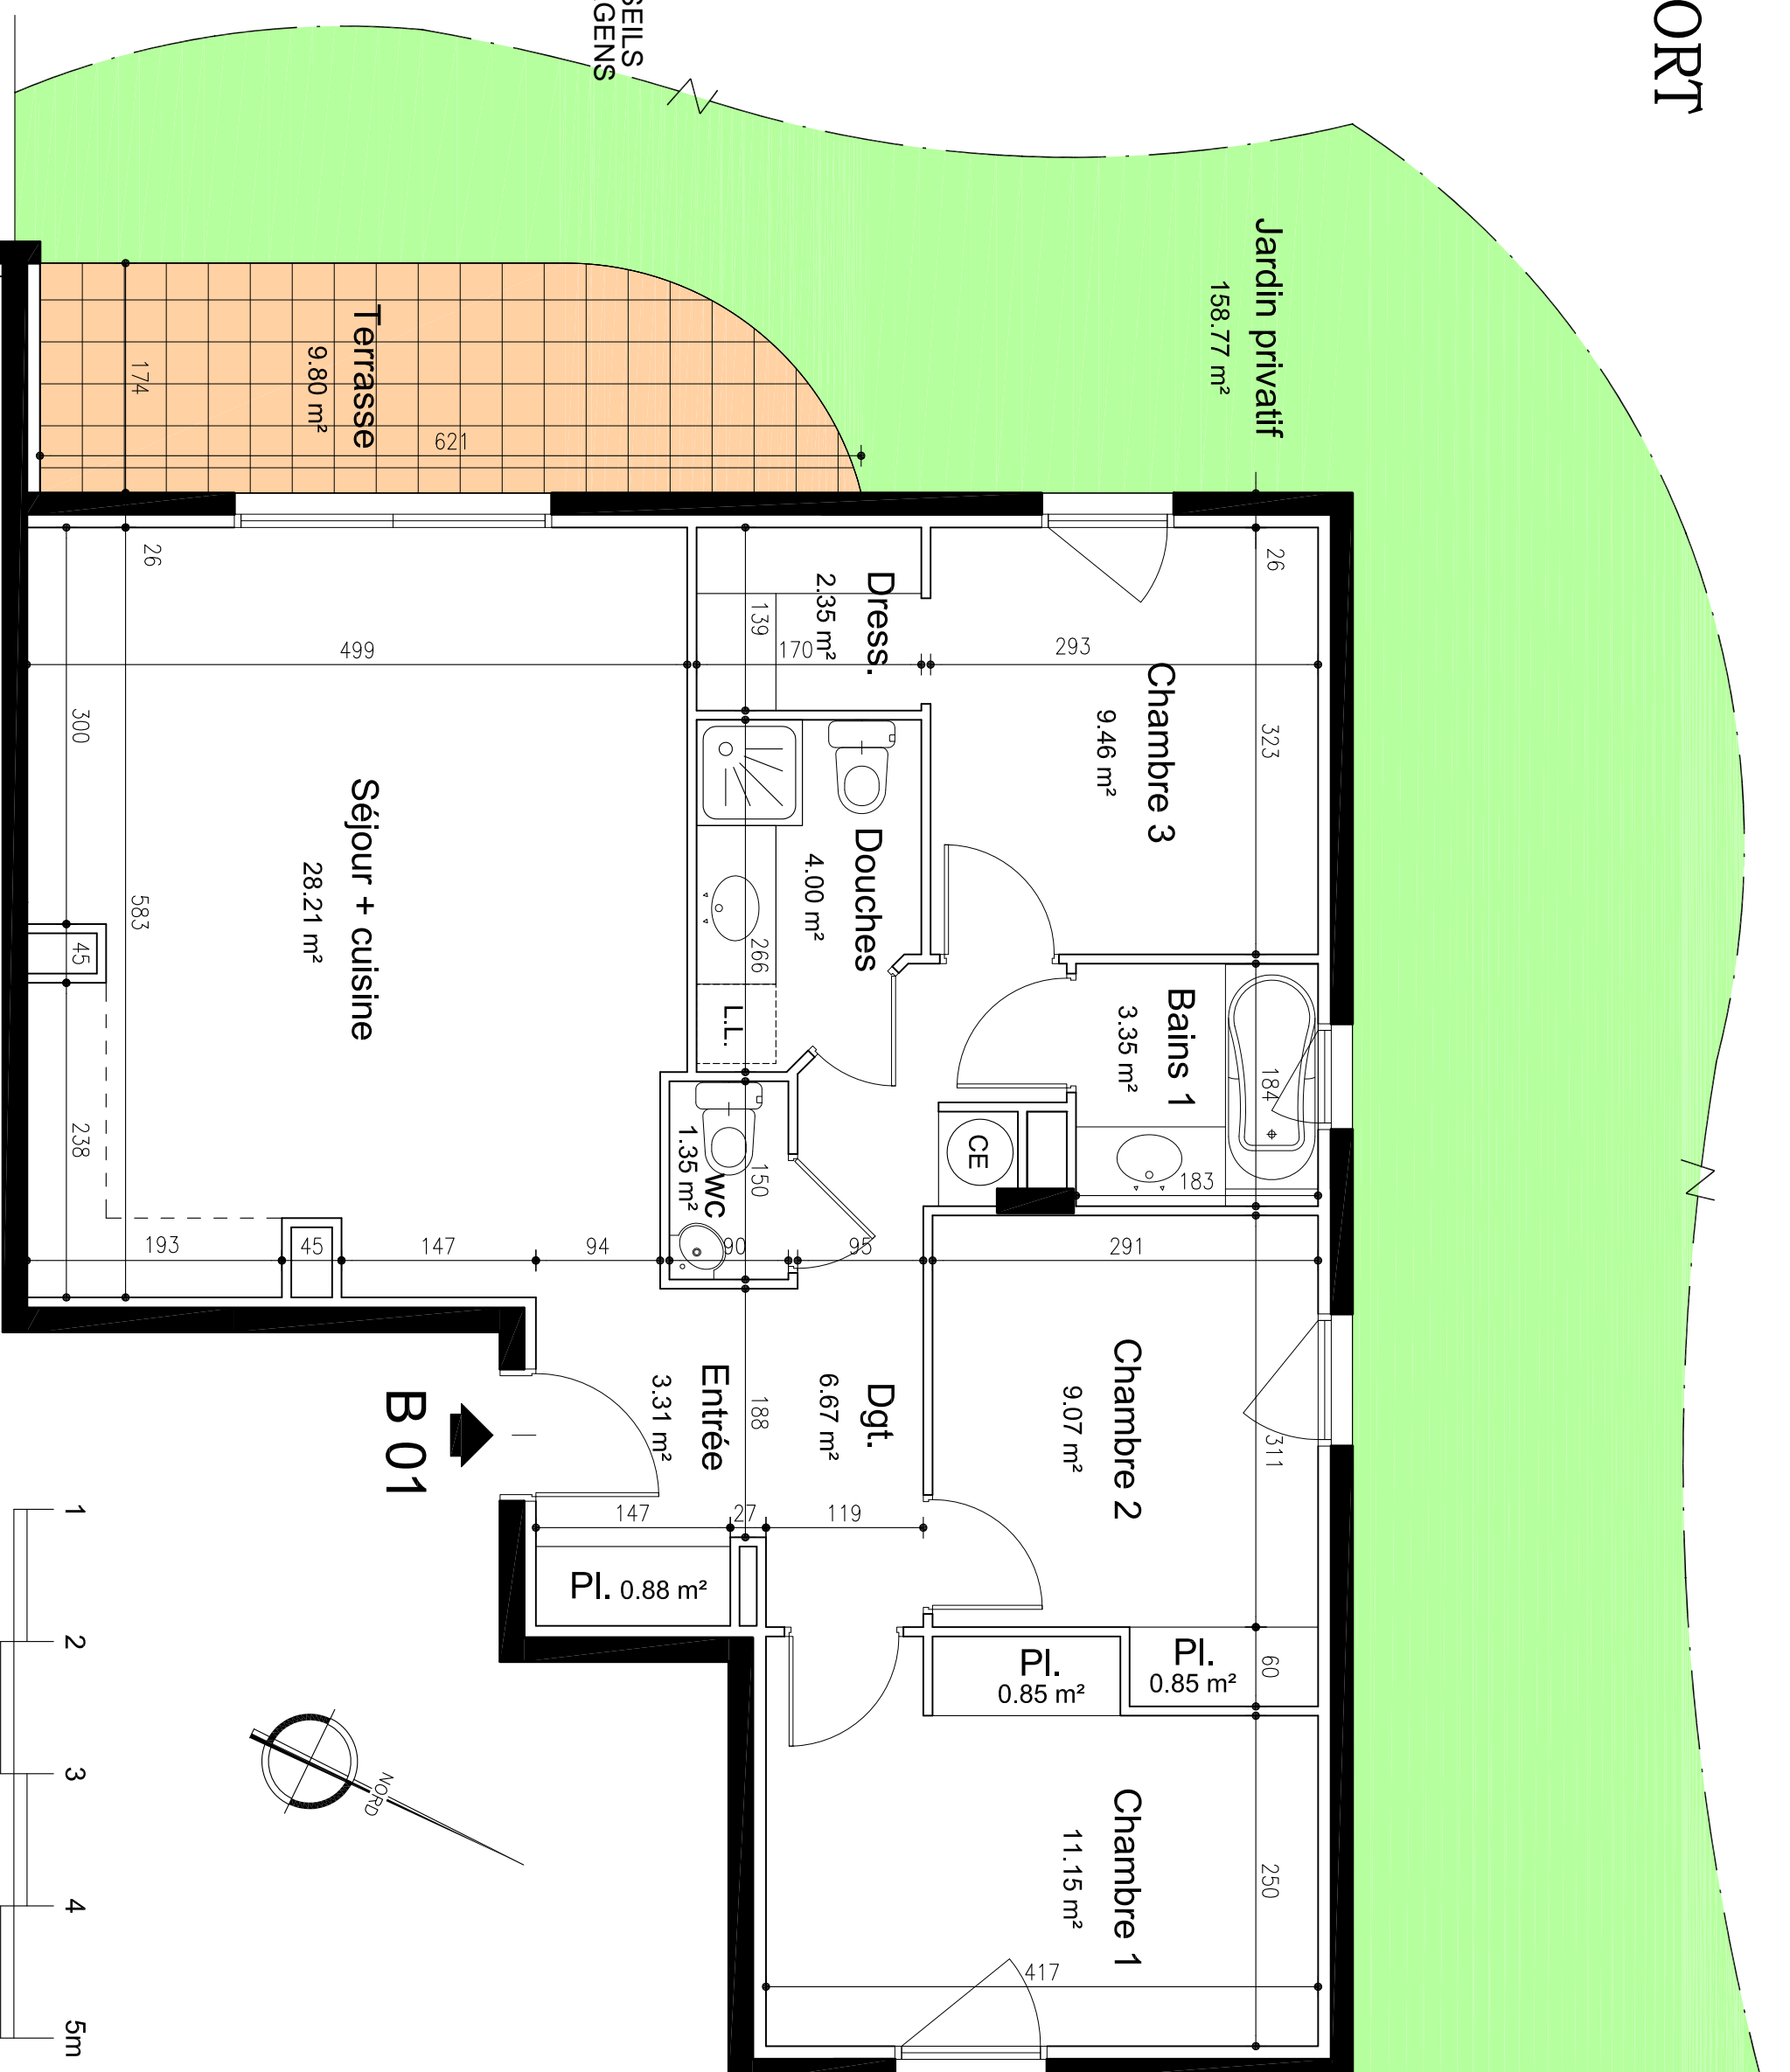 ORT
SEILS
GENS
Jardin privatif
158.77 m²
Terrasse
9.80 m²
174
621
26
26
Dress.
2.35 m²
139
170
499
293
Chambre 3
9.46 m²
323
300
583
45
238
Séjour + cuisine
28.21 m²
Douches
4.00 m²
266
L.L.
Bains 1
3.35 m²
184
183
CE
WC
1.35 m²
150
193
45
147
94
90
95
291
Chambre 2
9.07 m²
311
Dgt.
6.67 m²
Entrée
3.31 m²
188
147
27
119
B 01
Pl. 0.88 m²
Pl.
0.85 m²
Pl.
0.85 m²
60
Chambre 1
11.15 m²
250
417
NORD
1
2
3
4
5m